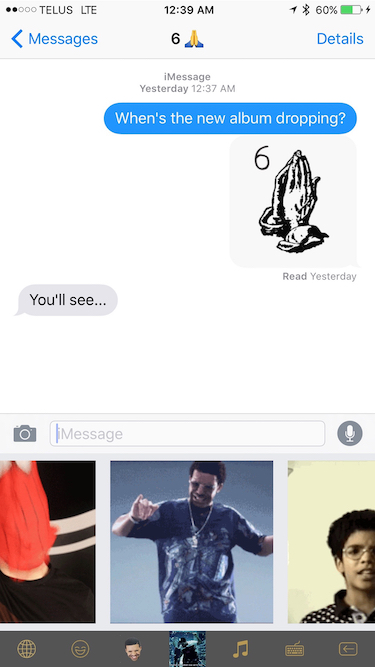 TELUS LTE 12:39 AM 60%
Messages 6🙏 Details
iMessage
Yesterday 12:37 AM
When's the new album dropping?
6
Read Yesterday
You'll see...
iMessage